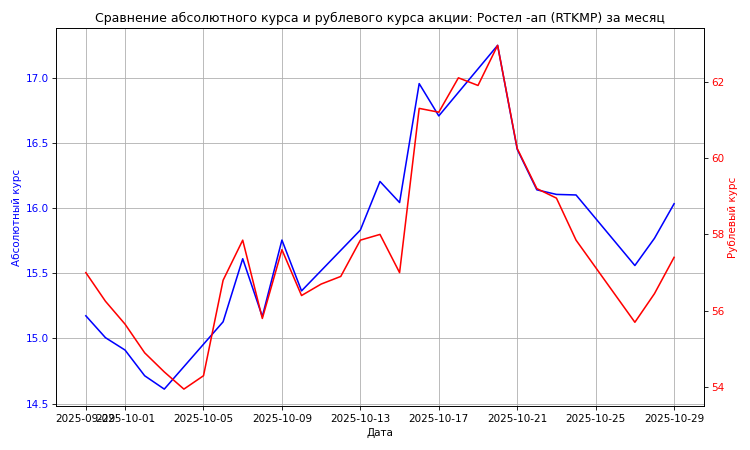 Сравнение абсолютного курса и рублевого курса акции: Ростел -ап (RTKMP) за месяц
17.0
16.5
16.0
15.5
15.0
14.5
Абсолютный курс
62
60
58
56
54
Рублевый курс
2025-09-29 2025-10-01 2025-10-05 2025-10-09 2025-10-13 2025-10-17 2025-10-21 2025-10-25 2025-10-29
Дата